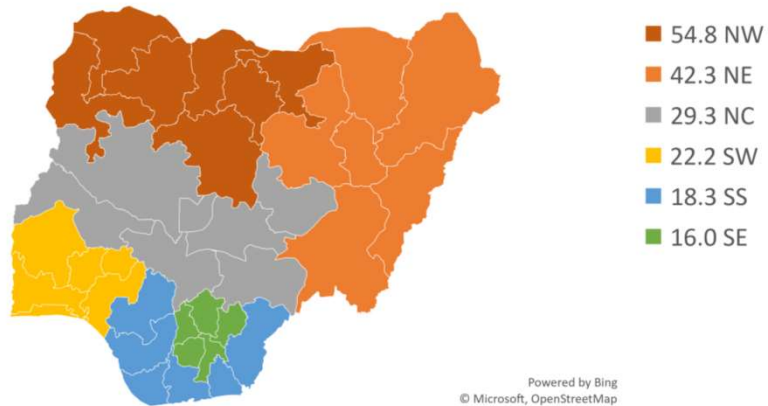 54.8 NW
42.3 NE
29.3 NC
22.2 SW
18.3 SS
16.0 SE
Powered by Bing
© Microsoft, OpenStreetMap